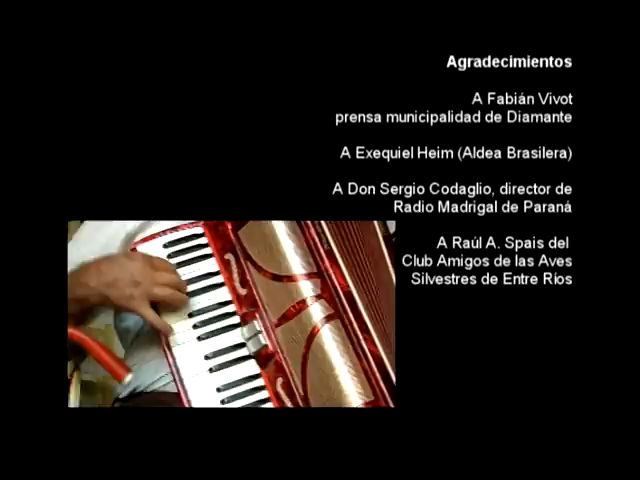 Agradecimientos
A Fabián Vivot
prensa municipalidad de Diamante
A Exequiel Heim (Aldea Brasilera)
A Don Sergio Codaglio, director de
Radio Madrigal de Paraná
A Raúl A. Spais del
Club Amigos de las Aves
Silvestres de Entre Ríos